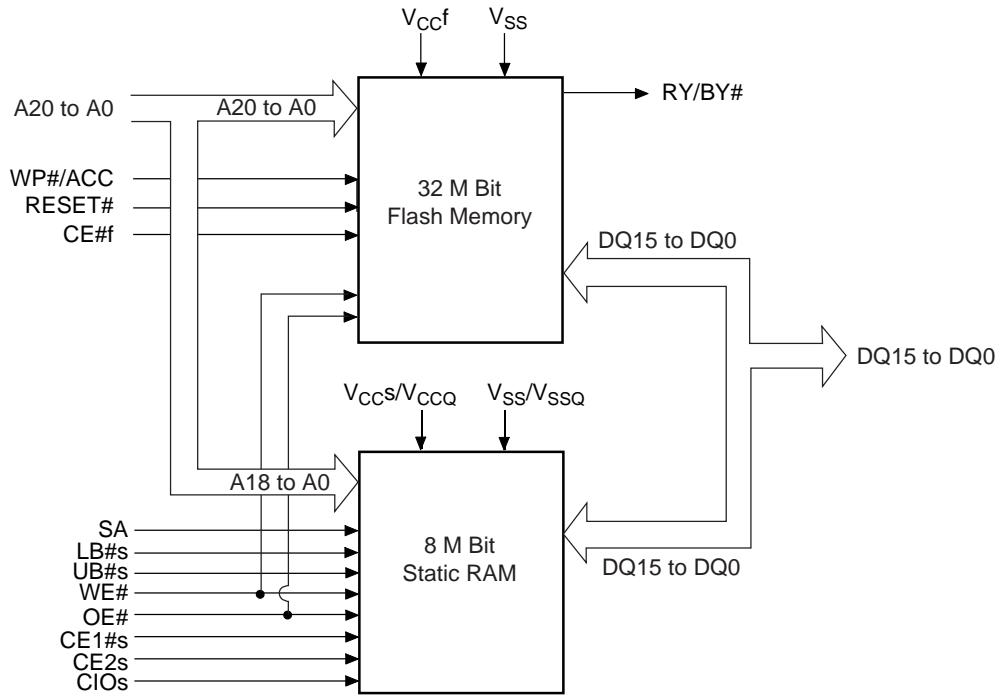 VCCf
VSS
A20 to A0
A20 to A0
RY/BY#
WP#/ACC
RESET#
CE#f
32 M Bit
Flash Memory
DQ15 to DQ0
DQ15 to DQ0
VCCs/VCCQ
VSS/VSSQ
A18 to A0
SA
LB#s
UB#s
WE#
OE#
CE1#s
CE2s
CIOs
8 M Bit
Static RAM
DQ15 to DQ0